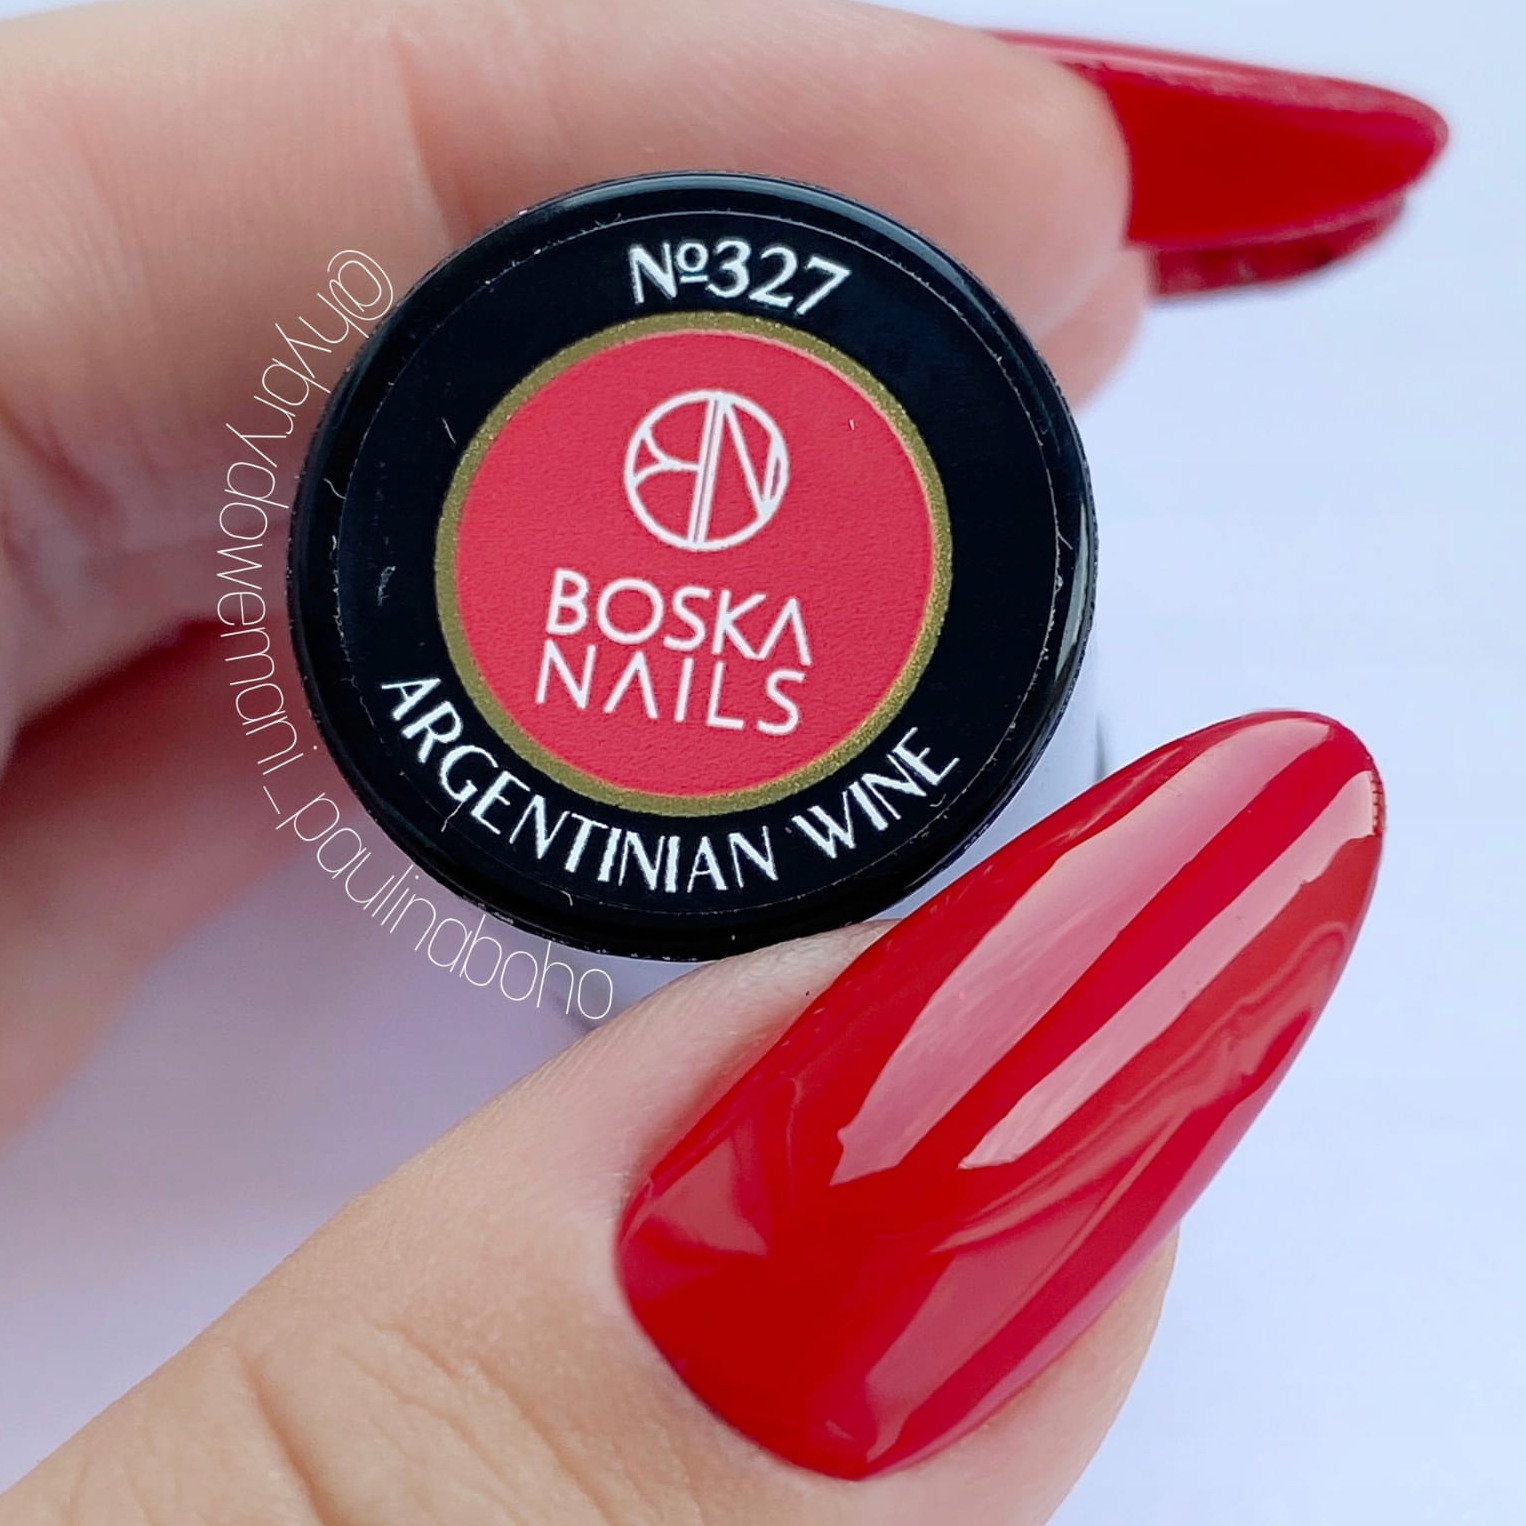 №327
BOSKA
NAILS
ARGENTINIAN WINE
@hybrydowemani_paulinaboho